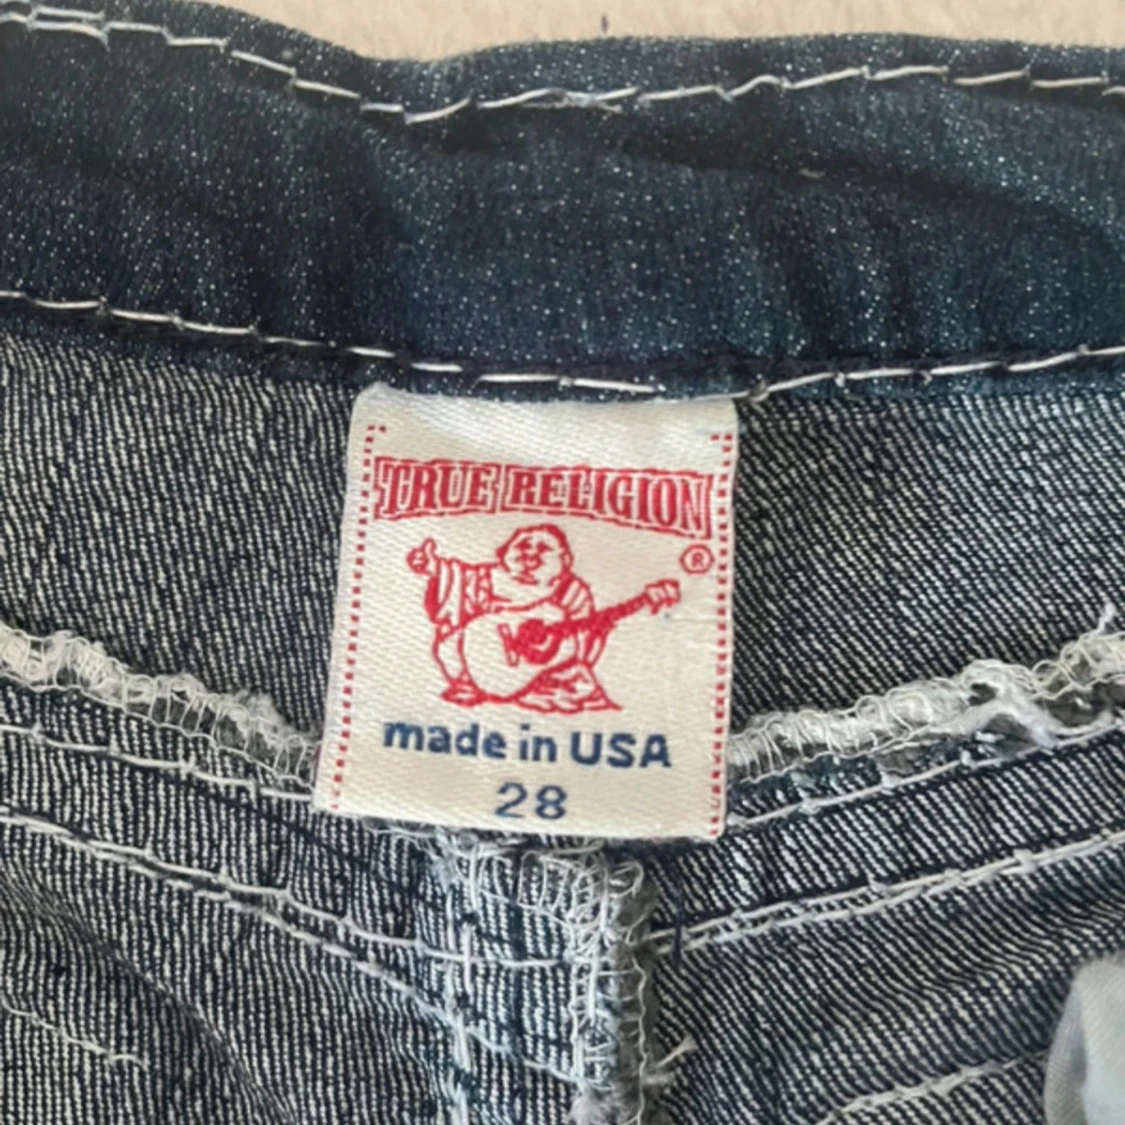 TRUE RELIGION
®
made in USA
28